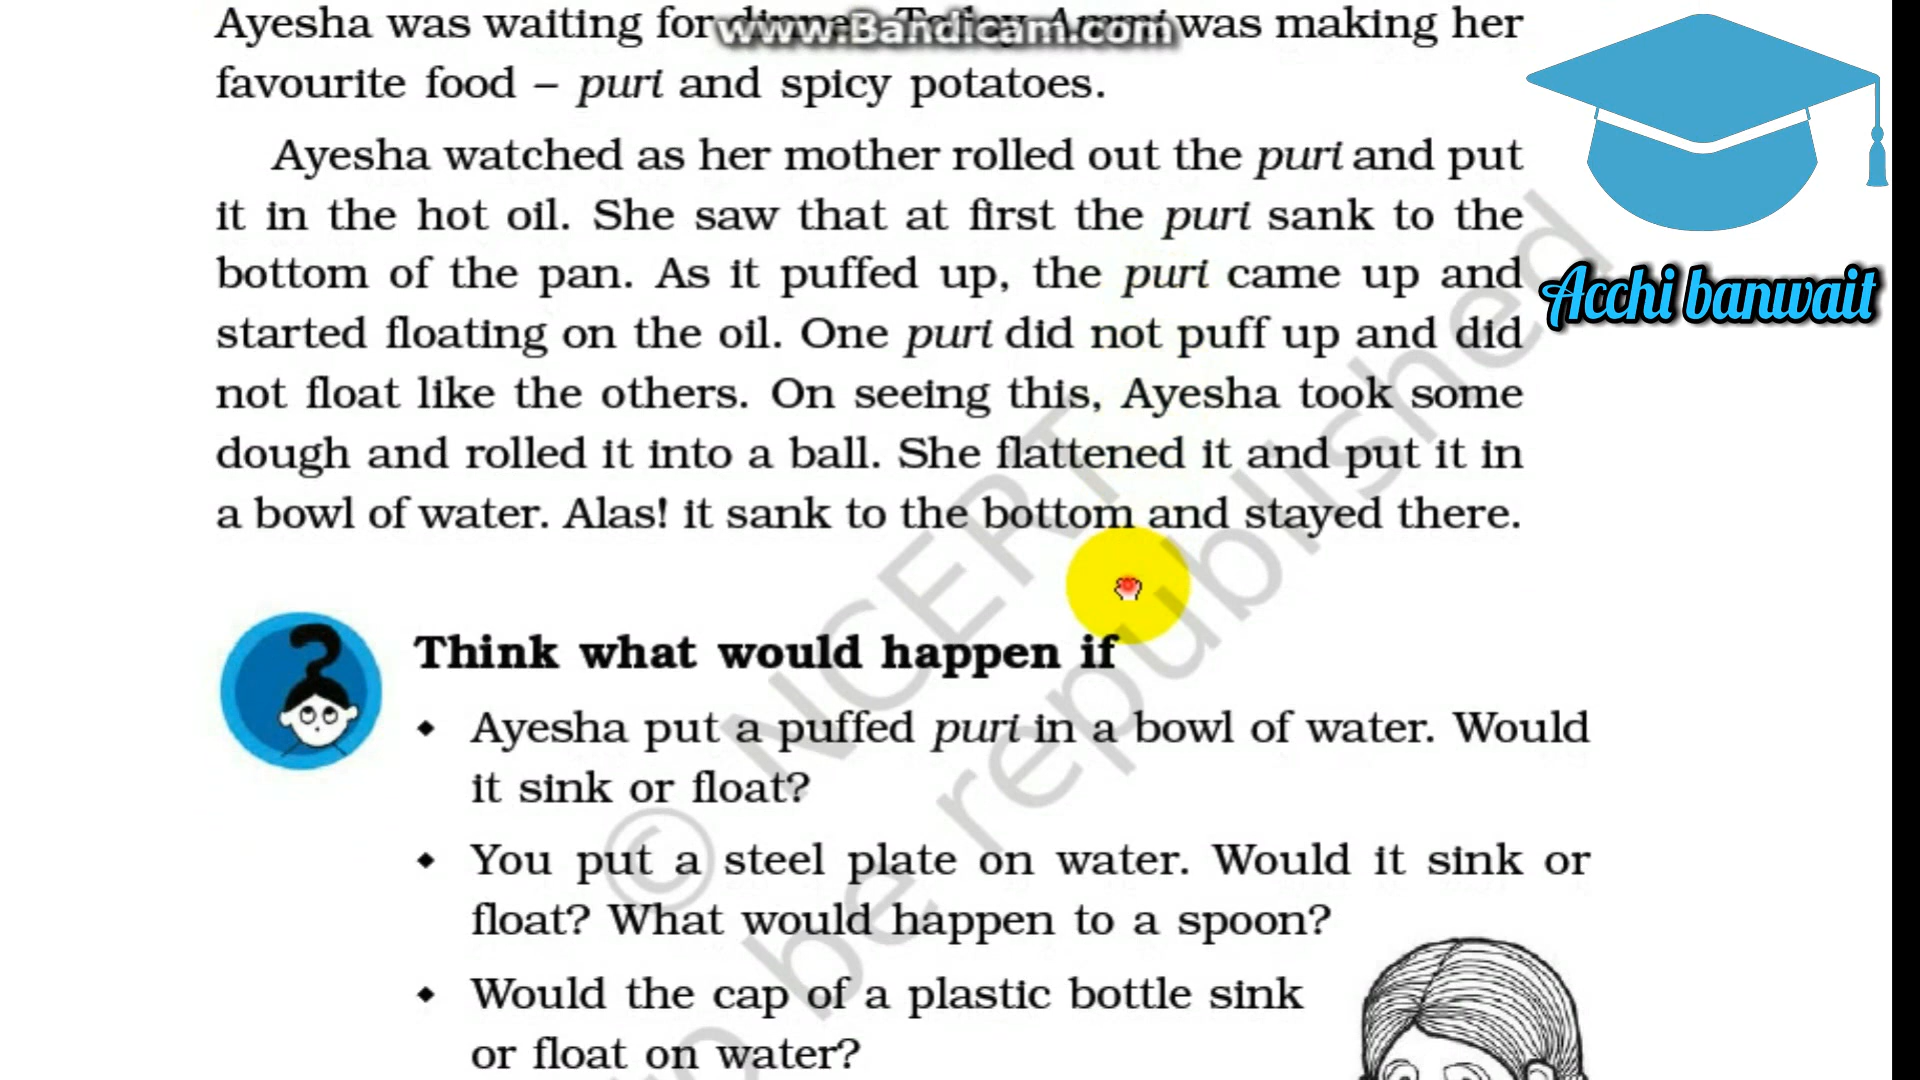 Ayesha was waiting for www.Bandicam.com was making her
favourite food – puri and spicy potatoes.
Ayesha watched as her mother rolled out the puri and put
it in the hot oil. She saw that at first the puri sank to the
bottom of the pan. As it puffed up, the puri came up and
started floating on the oil. One puri did not puff up and did
not float like the others. On seeing this, Ayesha took some
dough and rolled it into a ball. She flattened it and put it in
a bowl of water. Alas! it sank to the bottom and stayed there.
Acchi banwait
Think what would happen if
◆ Ayesha put a puffed puri in a bowl of water. Would
it sink or float?
◆ You put a steel plate on water. Would it sink or
float? What would happen to a spoon?
◆ Would the cap of a plastic bottle sink
or float on water?
© NCERT
be republished